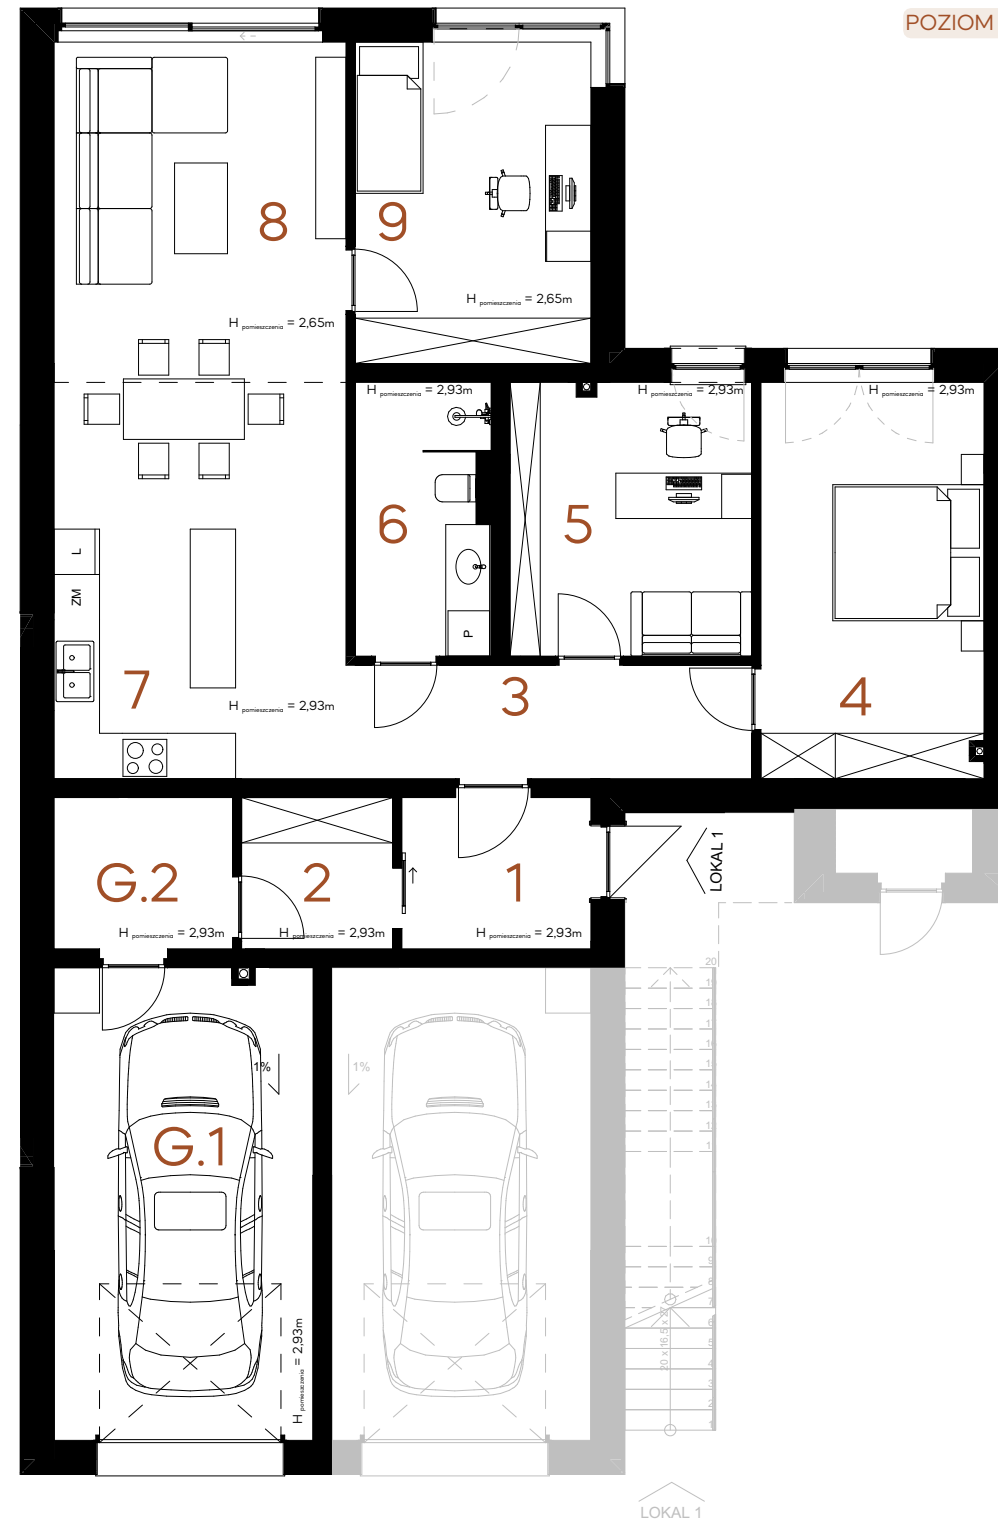 POZIOM
8
9
H pomieszczenia = 2,65m
H pomieszczenia = 2,65m
H pomieszczenia = 2,93m
H pomieszczenia = 2,93m
H pomieszczenia = 2,93m
6
5
L
ZM
P
7
3
4
H pomieszczenia = 2,93m
G.2
2
1
LOKAL 1
H pomieszczenia = 2,93m
H pomieszczenia = 2,93m
H pomieszczenia = 2,93m
20
1%
1%
G.1
H pomieszczenia = 2,93m
LOKAL 1